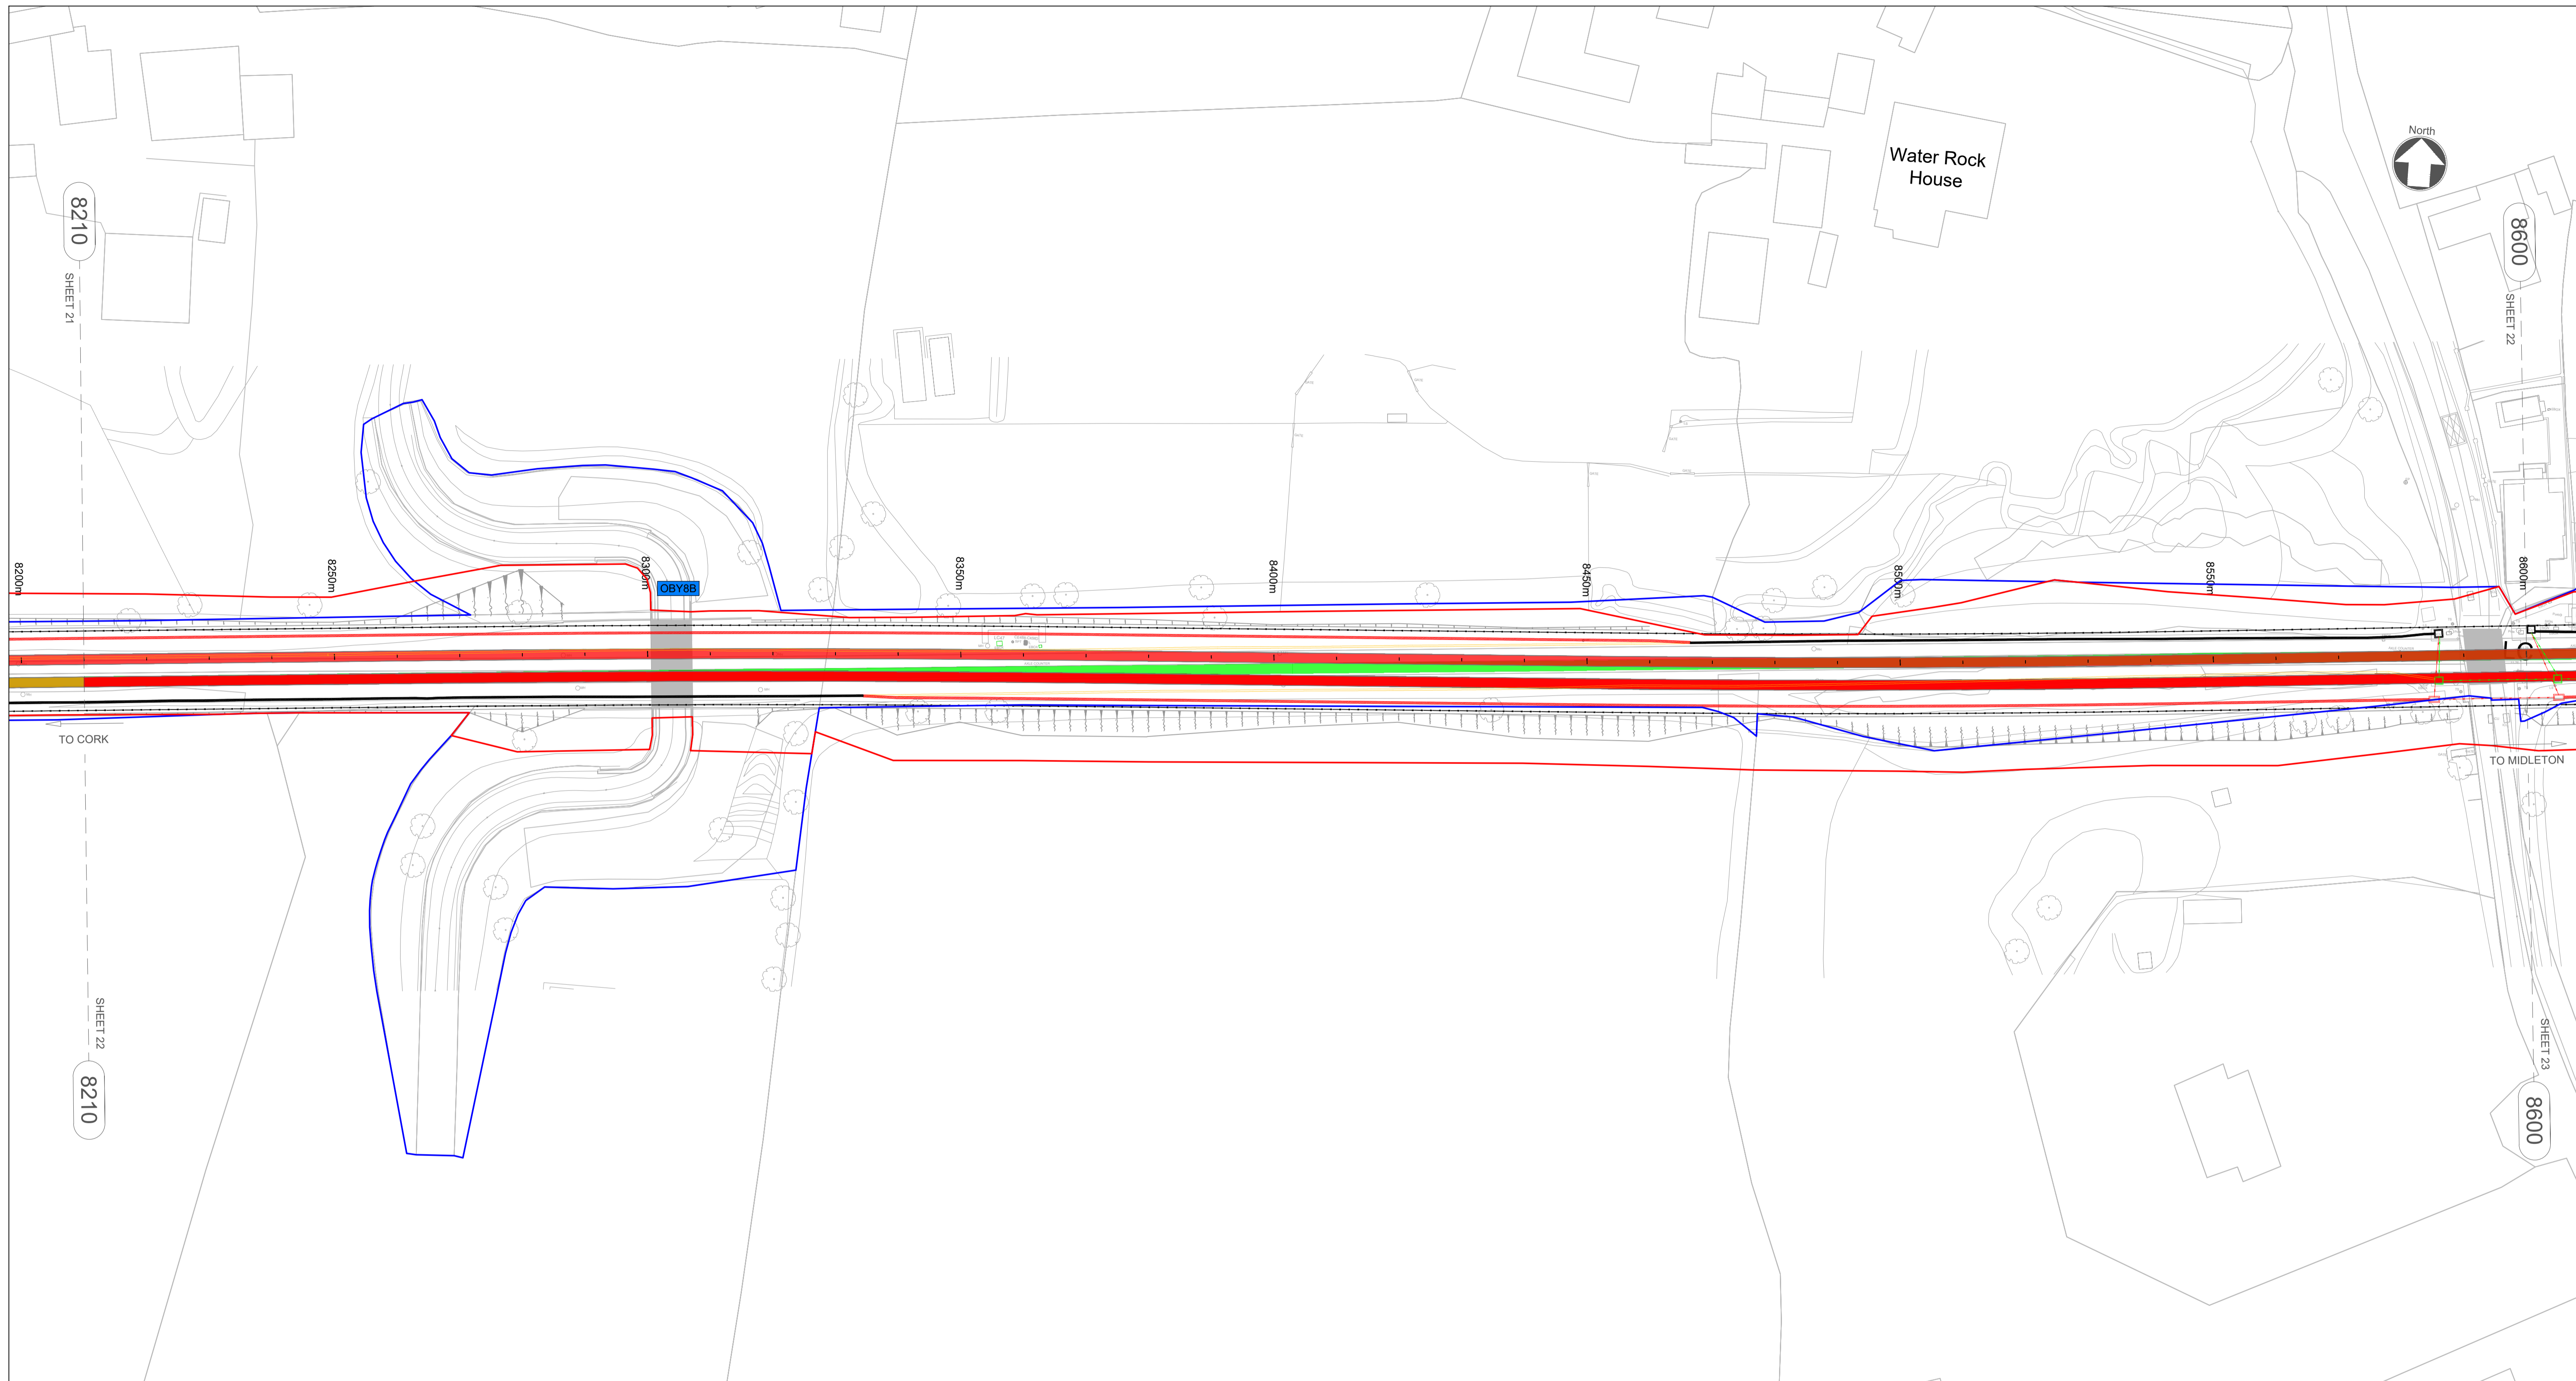 North
Water Rock
House
8210
8600
SHEET 21
SHEET 22
8200m
8250m
8300m
8350m
8400m
8450m
8500m
8550m
8600m
OBY8B
LC
TO CORK
TO MIDLETON
SHEET 22
SHEET 23
8210
8600